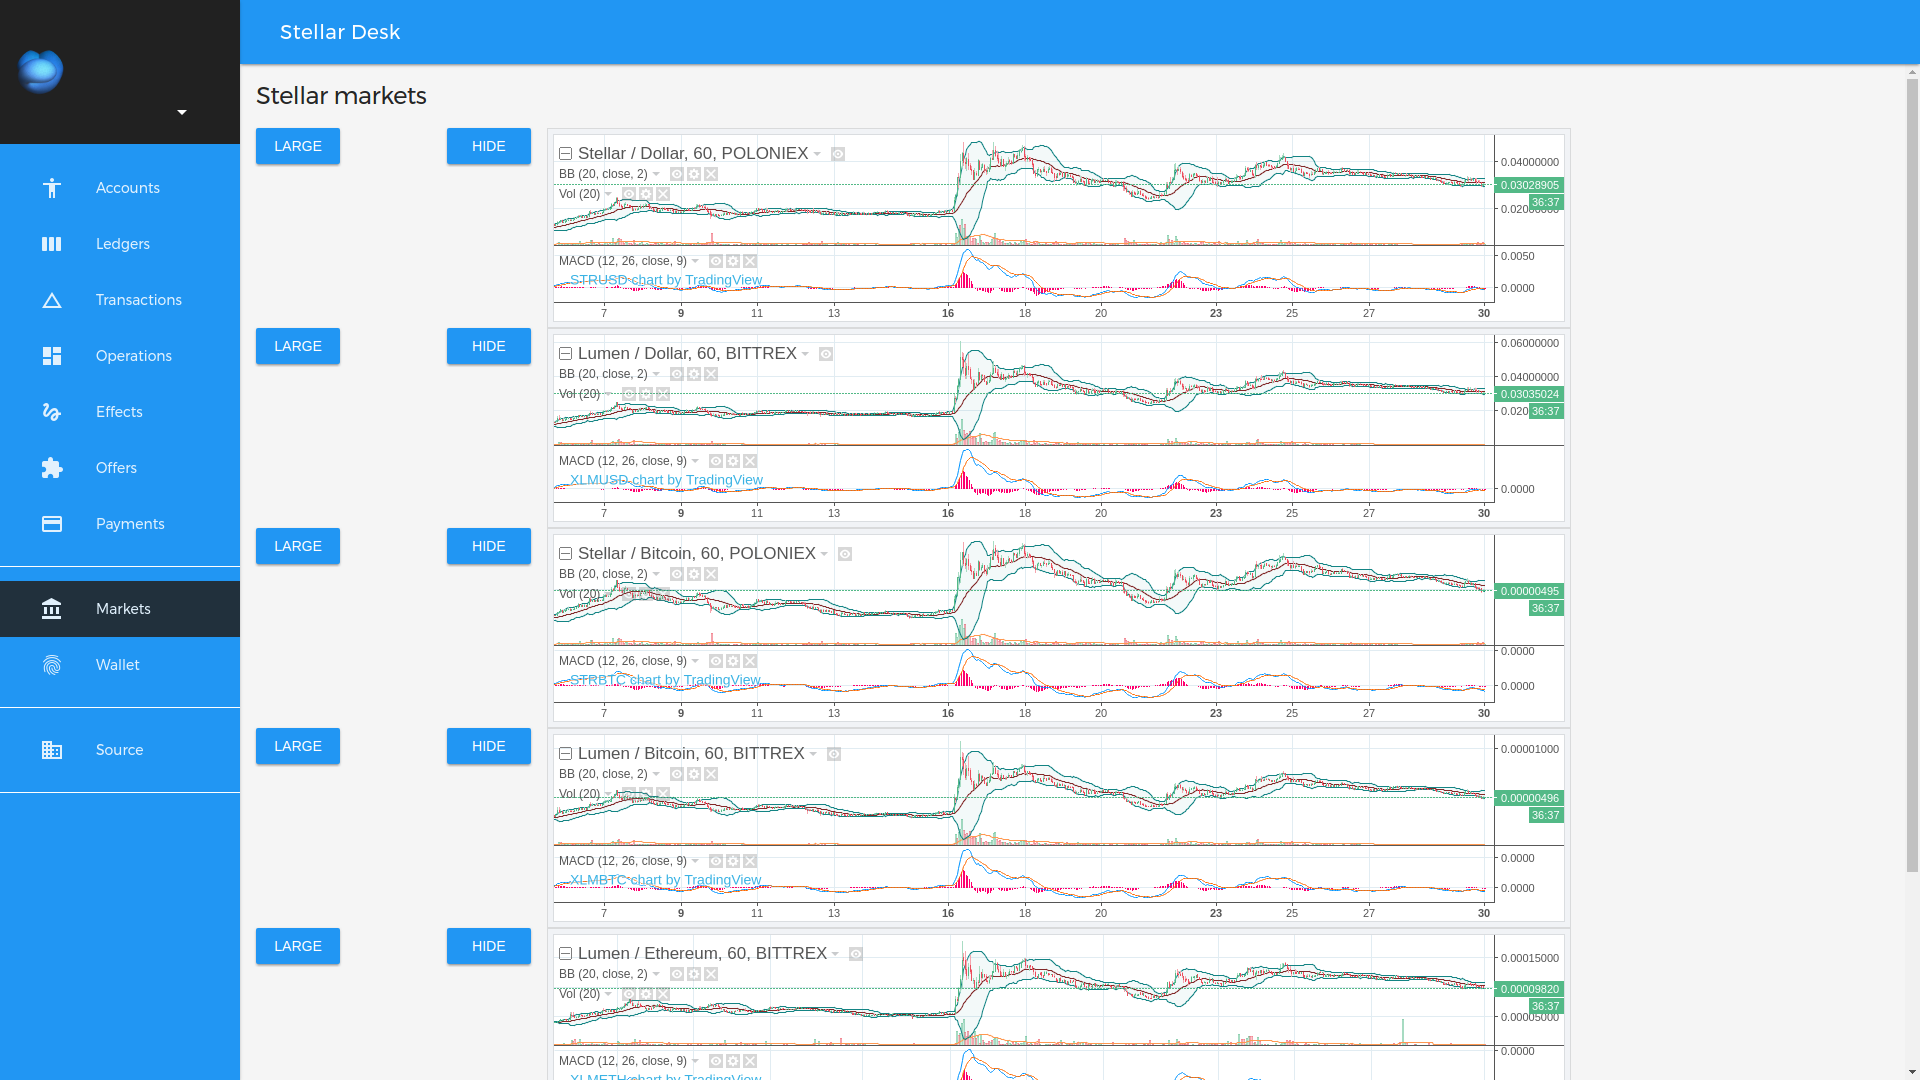 Stellar Desk
Stellar markets
Accounts
Ledgers
Transactions
Operations
Effects
Offers
Payments
Markets
Wallet
Source
LARGE
HIDE
Stellar / Dollar, 60, POLONIEX
BB (20, close, 2)
Vol (20)
0.04000000
0.03028905
36:37
MACD (12, 26, close, 9)
STRUSD chart by TradingView
0.0050
0.0000
7 9 11 13 16 18 20 23 25 27 30
LARGE
HIDE
Lumen / Dollar, 60, BITTREX
BB (20, close, 2)
Vol (20)
0.06000000
0.04000000
0.03035024
0.020
36:37
MACD (12, 26, close, 9)
XLMUSD chart by TradingView
0.0000
7 9 11 13 16 18 20 23 25 27 30
LARGE
HIDE
Stellar / Bitcoin, 60, POLONIEX
BB (20, close, 2)
Vol (20)
0.00000495
36:37
MACD (12, 26, close, 9)
STRBTC chart by TradingView
0.0000
0.0000
7 9 11 13 16 18 20 23 25 27 30
LARGE
HIDE
Lumen / Bitcoin, 60, BITTREX
BB (20, close, 2)
Vol (20)
0.00001000
0.00000496
36:37
MACD (12, 26, close, 9)
XLMBTC chart by TradingView
0.0000
0.0000
7 9 11 13 16 18 20 23 25 27 30
LARGE
HIDE
Lumen / Ethereum, 60, BITTREX
BB (20, close, 2)
Vol (20)
0.00015000
0.00009820
36:37
0.00005000
MACD (12, 26, close, 9)
XLMETH chart by TradingView
0.0000